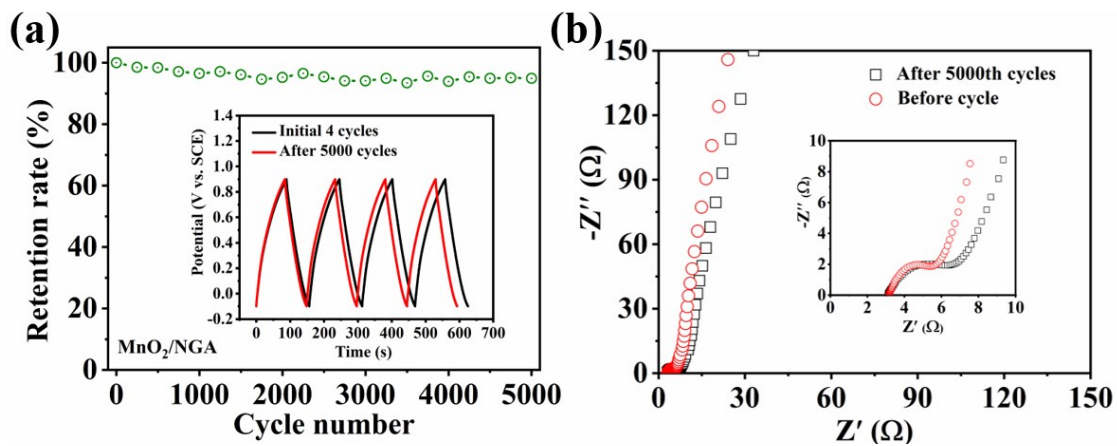 (a)
Retention rate (%)
100
80
60
40
20
0
0 1000 2000 3000 4000 5000
Cycle number
MnO₂/NGA
Potential (V vs. SCE)
1.4
1.2
1.0
0.8
0.6
0.4
0.2
0.0
-0.2
Initial 4 cycles
After 5000 cycles
0 100 200 300 400 500 600 700
Time (s)
(b)
-Z'' (Ω)
150
120
90
60
30
0
0 30 60 90 120 150
Z' (Ω)
After 5000th cycles
Before cycle
-Z'' (Ω)
10
8
6
4
2
0
2 4 6 8 10
Z' (Ω)